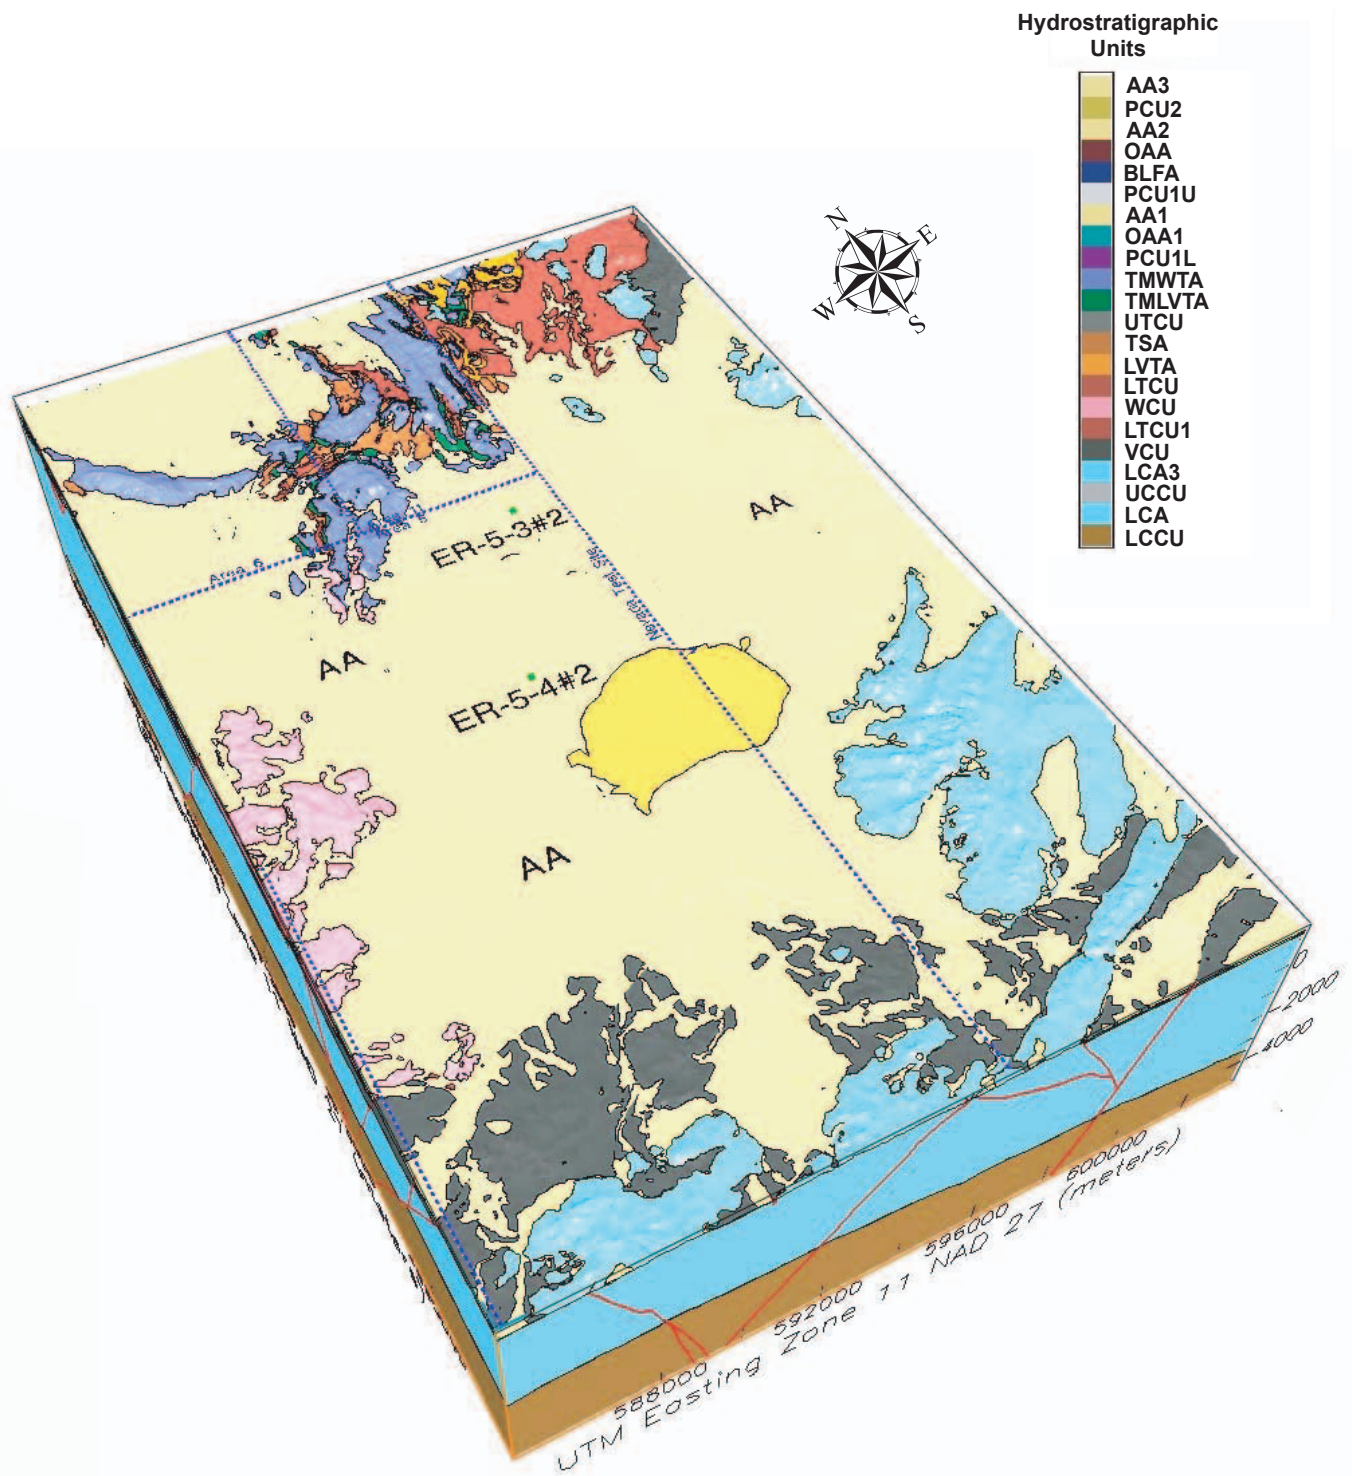 Hydrostratigraphic
Units
AA3
PCU2
AA2
OAA
BLFA
PCU1U
AA1
OAA1
PCU1L
TMWTA
TMLVTA
UTCU
TSA
LVTA
LTCU
WCU
LTCU1
VCU
LCA3
UCCU
LCA
LCCU
N
E
W
S
AA
ER-5-3#2
Area 6
Nevada Test Site
AA
ER-5-4#2
AA
0
-2000
-4000
600000
596000
592000
588000
UTM Easting Zone 11 NAD 27 (meters)